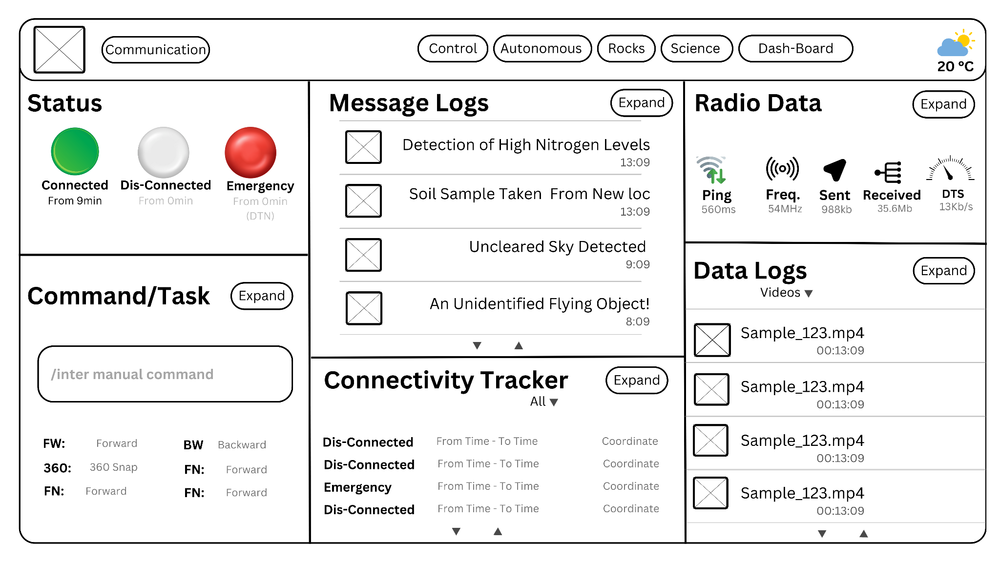 Communication
Control
Autonomous
Rocks
Science
Dash-Board
20 °C
Status
Connected
From 9min
Dis-Connected
From 0min
Emergency
From 0min
(DTN)
Command/Task
Expand
/inter manual command
FW: Forward
BW Backward
360: 360 Snap
FN: Forward
FN: Forward
FN: Forward
Message Logs
Expand
Detection of High Nitrogen Levels
13:09
Soil Sample Taken From New loc
13:09
Uncleared Sky Detected
9:09
An Unidentified Flying Object!
8:09
Connectivity Tracker
Expand
All
Dis-Connected From Time - To Time Coordinate
Dis-Connected From Time - To Time Coordinate
Emergency From Time - To Time Coordinate
Dis-Connected From Time - To Time Coordinate
Radio Data
Expand
Ping
560ms
Freq.
54MHz
Sent
988kb
Received
35.6Mb
DTS
13Kb/s
Data Logs
Expand
Videos
Sample_123.mp4
00:13:09
Sample_123.mp4
00:13:09
Sample_123.mp4
00:13:09
Sample_123.mp4
00:13:09